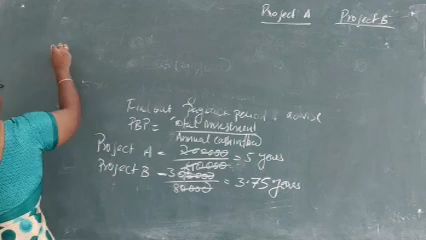 Project A Project B
Find out Payback period & advise
PBP = Total investment
Annual cash inflow
Project A = 200000 = 5 years
Project B = 300000 = 3.75 years
80000